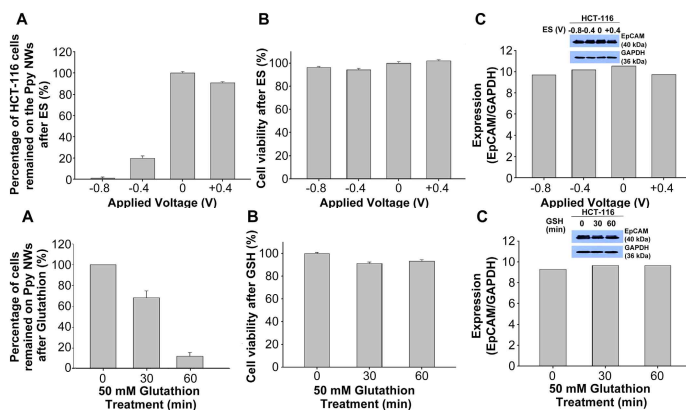 A
Percentage of HCT-116 cells
remained on the Ppy NWs
after ES (%)
120
100
80
60
40
20
0
-0.8 -0.4 0 +0.4
Applied Voltage (V)
B
Cell viability after ES (%)
120
100
80
60
40
20
0
-0.8 -0.4 0 +0.4
Applied Voltage (V)
C
HCT-116
ES (V) -0.8 -0.4 0 +0.4
EpCAM
(40 kDa)
GAPDH
(36 kDa)
Expression
(EpCAM/GAPDH)
12
10
8
6
4
2
0
-0.8 -0.4 0 +0.4
Applied Voltage (V)
A
Percentage of cells
remained on Ppy NWs
after Glutathion (%)
120
100
80
60
40
20
0
0 30 60
50 mM Glutathion
Treatment (min)
B
Cell viability after GSH (%)
120
100
80
60
40
20
0
0 30 60
50 mM Glutathion
Treatment (min)
C
HCT-116
GSH
(min)
0 30 60
EpCAM
(40 kDa)
GAPDH
(36 kDa)
Expression
(EpCAM/GAPDH)
12
10
8
6
4
2
0
0 30 60
50 mM Glutathion
Treatment (min)